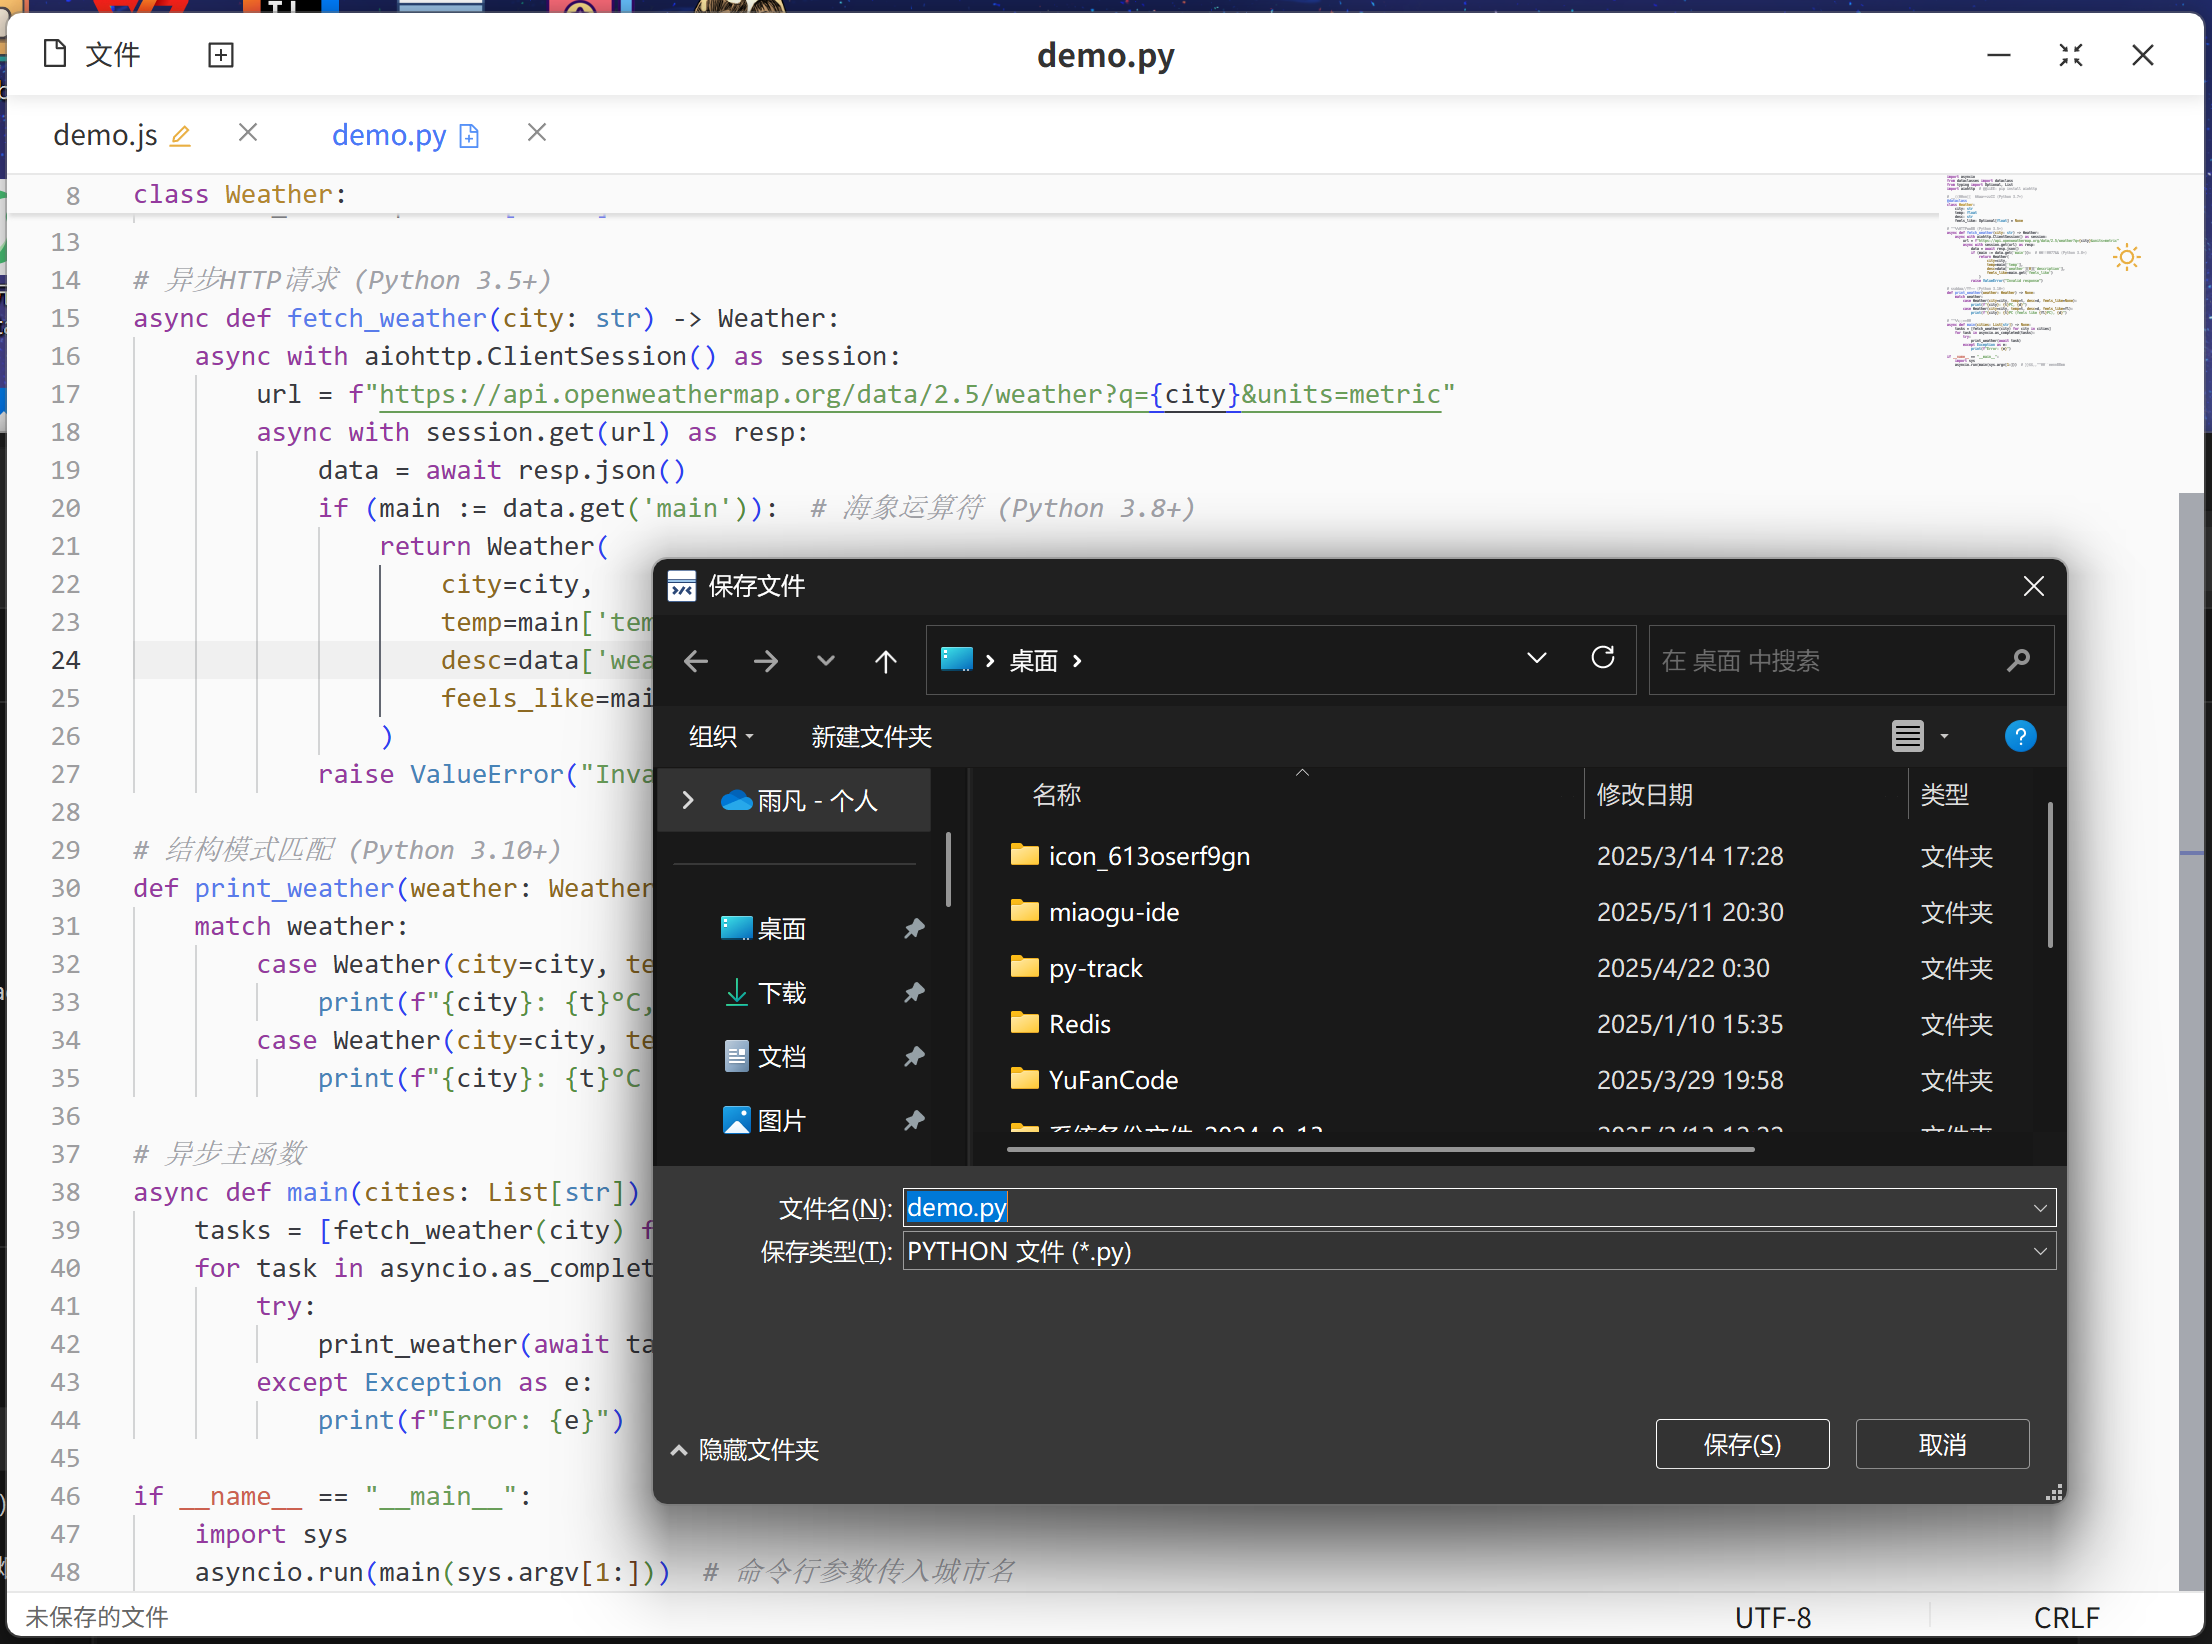 文件
demo.py
demo.js
demo.py
8 class Weather:
13
14 # 异步HTTP请求 (Python 3.5+)
15 async def fetch_weather(city: str) -> Weather:
16 async with aiohttp.ClientSession() as session:
17 url = f"https://api.openweathermap.org/data/2.5/weather?q={city}&units=metric"
18 async with session.get(url) as resp:
19 data = await resp.json()
20 if (main := data.get('main')): # 海象运算符 (Python 3.8+)
21 return Weather(
22 city=city,
23 temp=main['tem
24 desc=data['wea
25 feels_like=mai
26 )
27 raise ValueError("Inva
28
29 # 结构模式匹配 (Python 3.10+)
30 def print_weather(weather: Weather
31 match weather:
32 case Weather(city=city, te
33 print(f"{city}: {t}°C,
34 case Weather(city=city, te
35 print(f"{city}: {t}°C
36
37 # 异步主函数
38 async def main(cities: List[str])
39 tasks = [fetch_weather(city) f
40 for task in asyncio.as_complet
41 try:
42 print_weather(await ta
43 except Exception as e:
44 print(f"Error: {e}")
45
46 if __name__ == "__main__":
47 import sys
48 asyncio.run(main(sys.argv[1:])) # 命令行参数传入城市名
未保存的文件
UTF-8
CRLF
保存文件
桌面
在 桌面 中搜索
组织
新建文件夹
雨凡 - 个人
桌面
下载
文档
图片
名称 修改日期 类型
icon_613oserf9gn 2025/3/14 17:28 文件夹
miaogu-ide 2025/5/11 20:30 文件夹
py-track 2025/4/22 0:30 文件夹
Redis 2025/1/10 15:35 文件夹
YuFanCode 2025/3/29 19:58 文件夹
文件名(N): demo.py
保存类型(T): PYTHON 文件 (*.py)
隐藏文件夹
保存(S)
取消